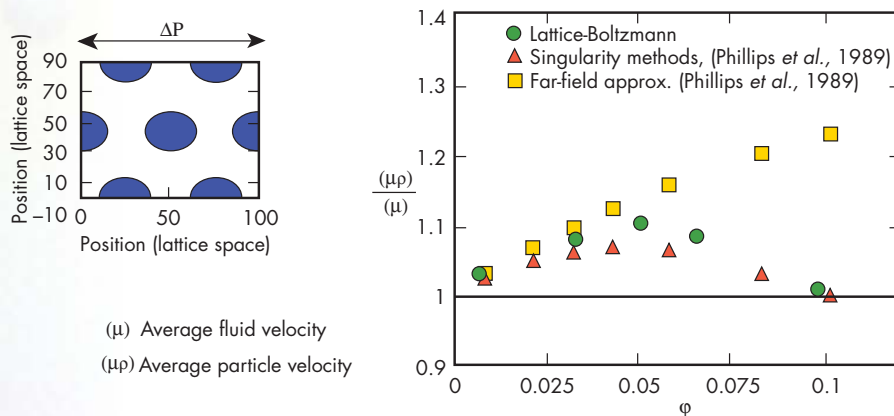 ΔP
Position (lattice space)
90
70
50
30
10
−10
0
50
100
Position (lattice space)
(μ) Average fluid velocity
(μρ) Average particle velocity
Lattice-Boltzmann
Singularity methods, (Phillips et al., 1989)
Far-field approx. (Phillips et al., 1989)
(μρ)
(μ)
1.4
1.3
1.2
1.1
1
0.9
0
0.025
0.05
0.075
0.1
φ